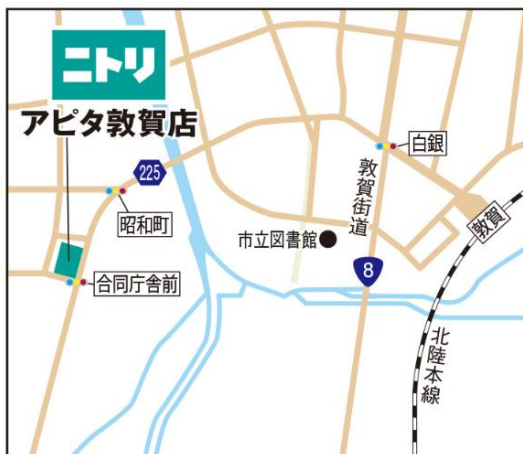 ニトリ
アピタ敦賀店
白銀
225
敦賀街道
昭和町
敦賀
市立図書館
8
合同庁舎前
北陸本線